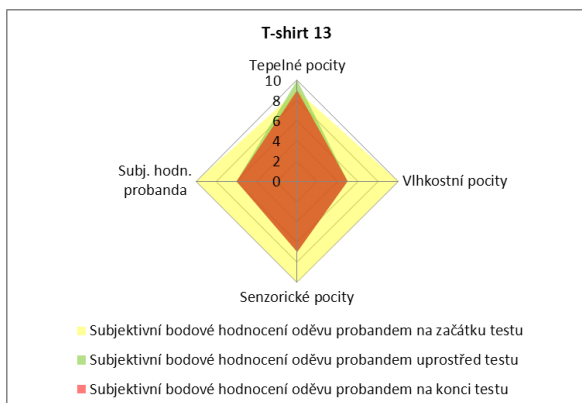 T-shirt 13
Tepelné pocity
10
8
6
4
2
0
Subj. hodn.
probanda
Vlhkostní pocity
Senzorické pocity
Subjektivní bodové hodnocení oděvu probandem na začátku testu
Subjektivní bodové hodnocení oděvu probandem uprostřed testu
Subjektivní bodové hodnocení oděvu probandem na konci testu